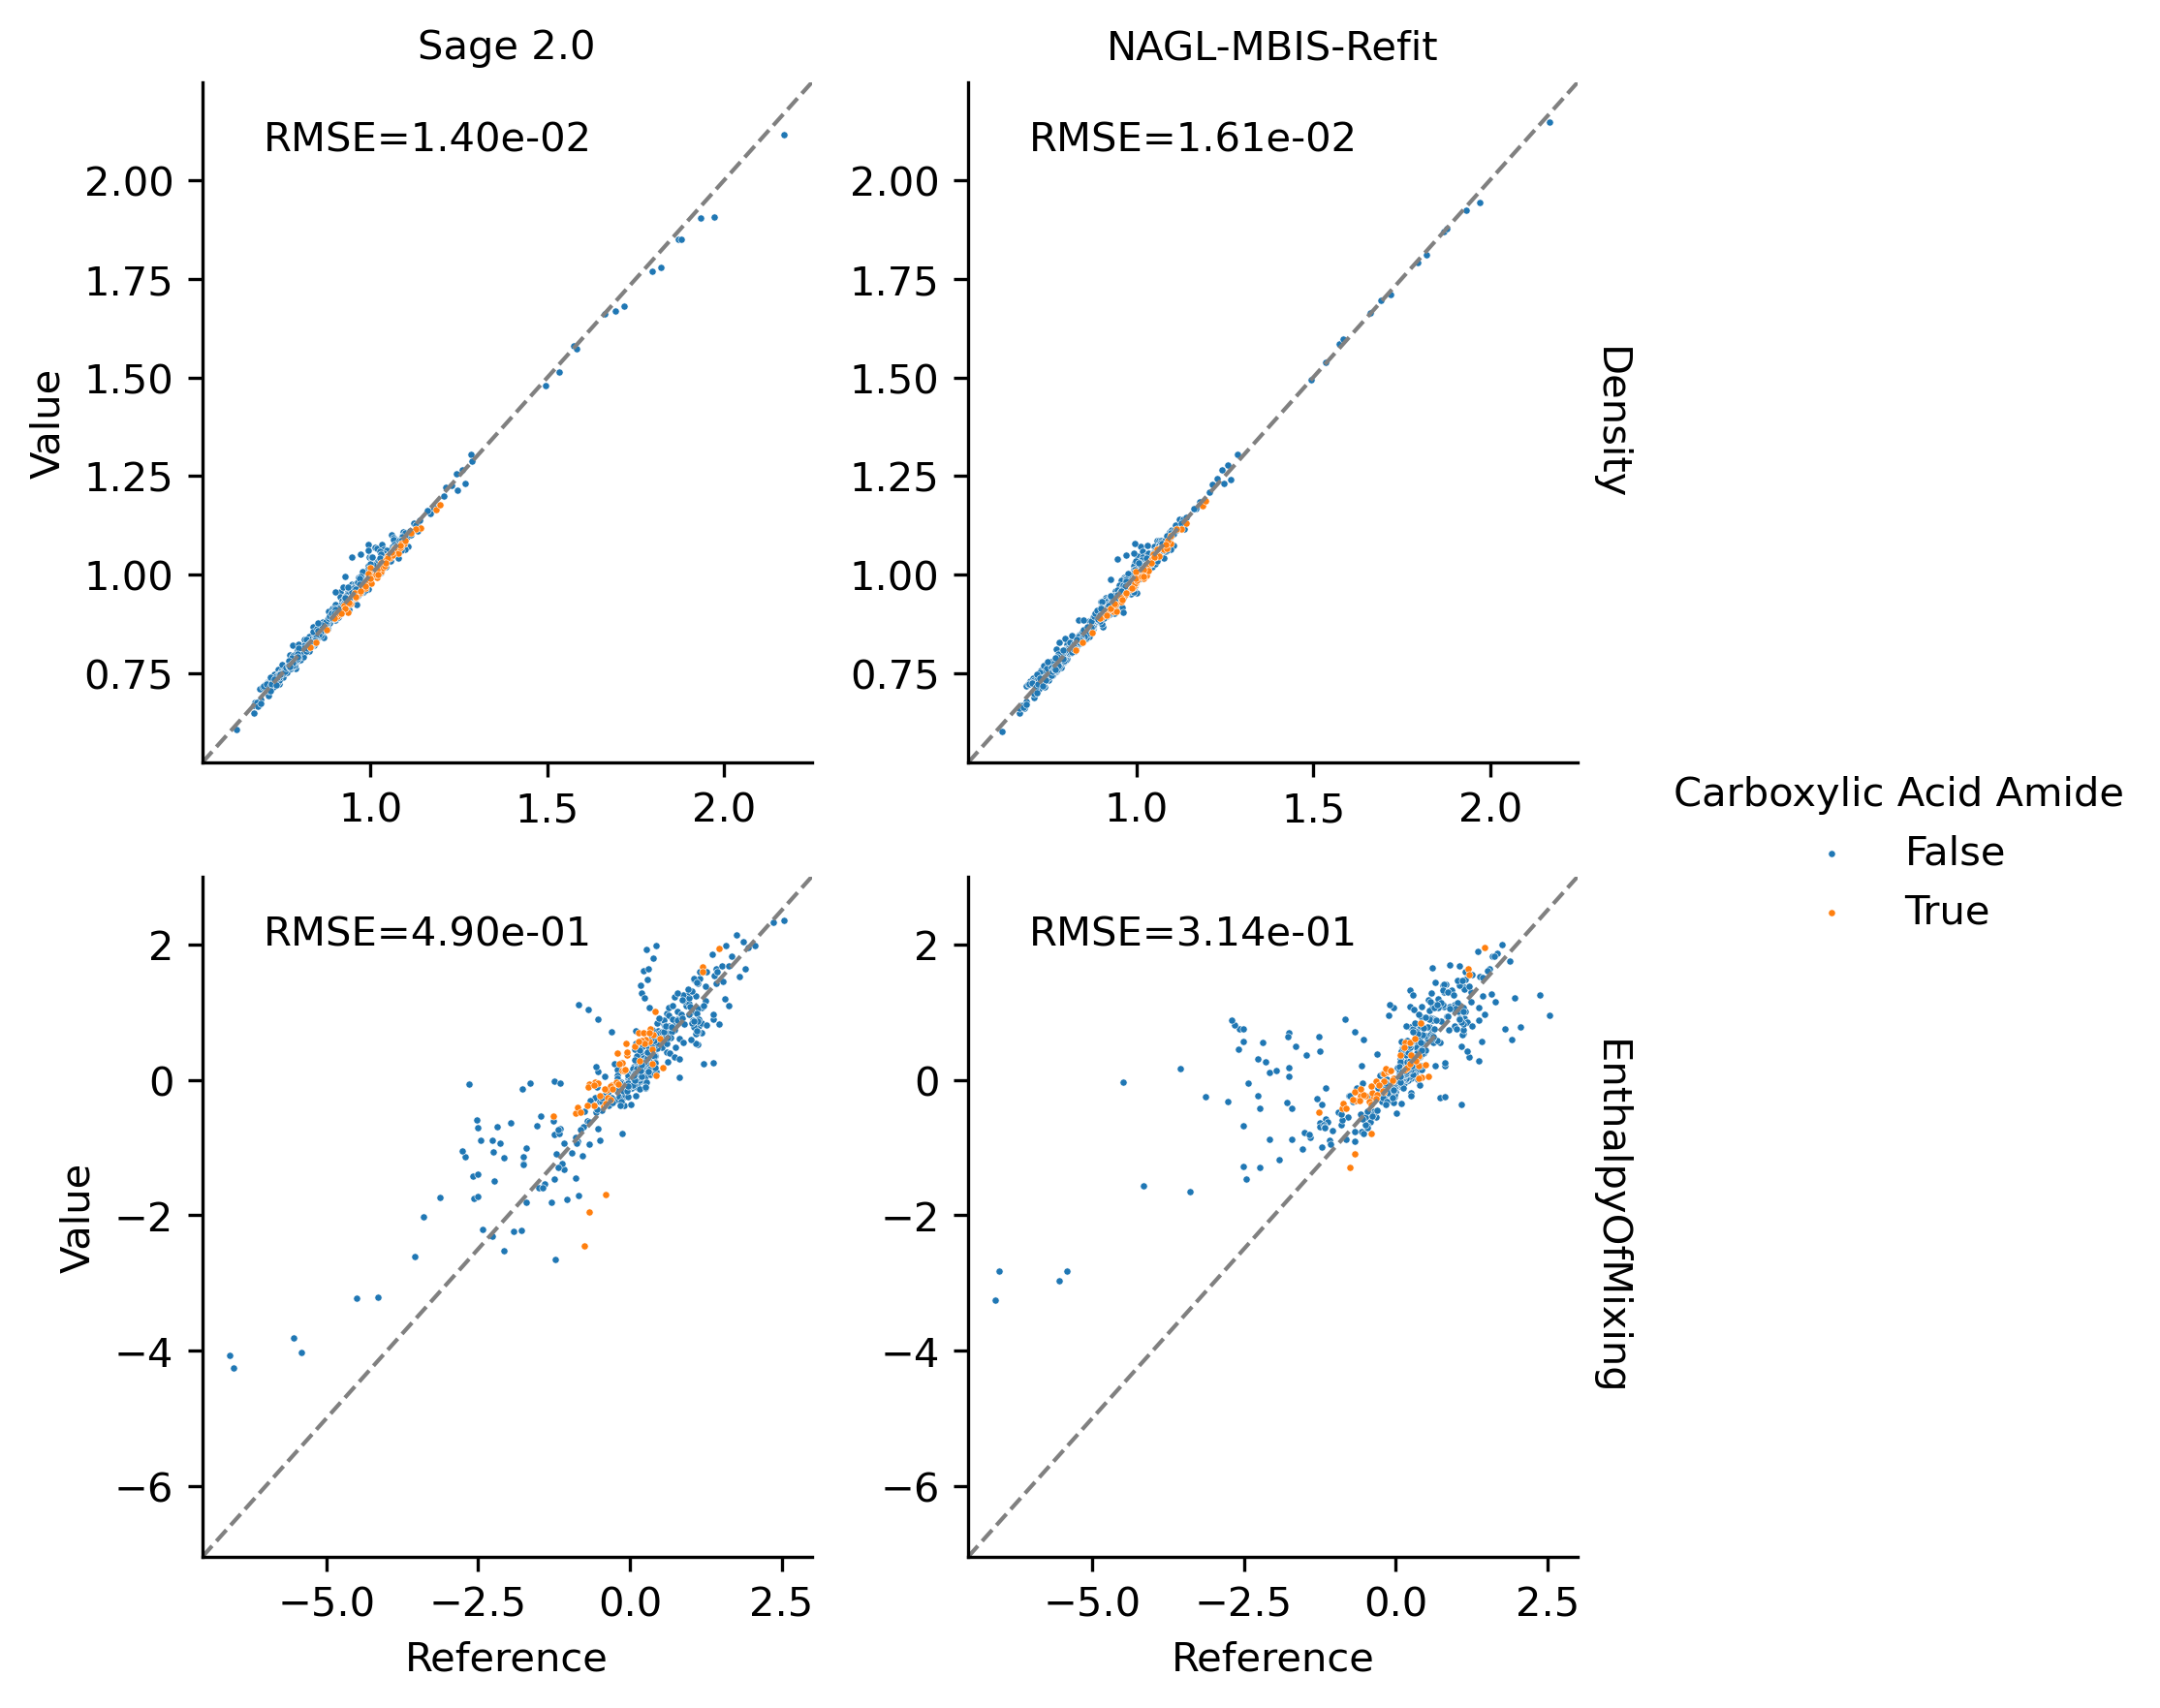 Sage 2.0
NAGL-MBIS-Refit
RMSE=1.40e-02
RMSE=1.61e-02
2.00
1.75
1.50
1.25
1.00
0.75
Value
2.00
1.75
1.50
1.25
1.00
0.75
Density
1.0 1.5 2.0
1.0 1.5 2.0
Carboxylic Acid Amide
False
True
RMSE=4.90e-01
RMSE=3.14e-01
2
0
−2
−4
−6
Value
2
0
−2
−4
−6
EnthalpyOfMixing
−5.0 −2.5 0.0 2.5
−5.0 −2.5 0.0 2.5
Reference
Reference